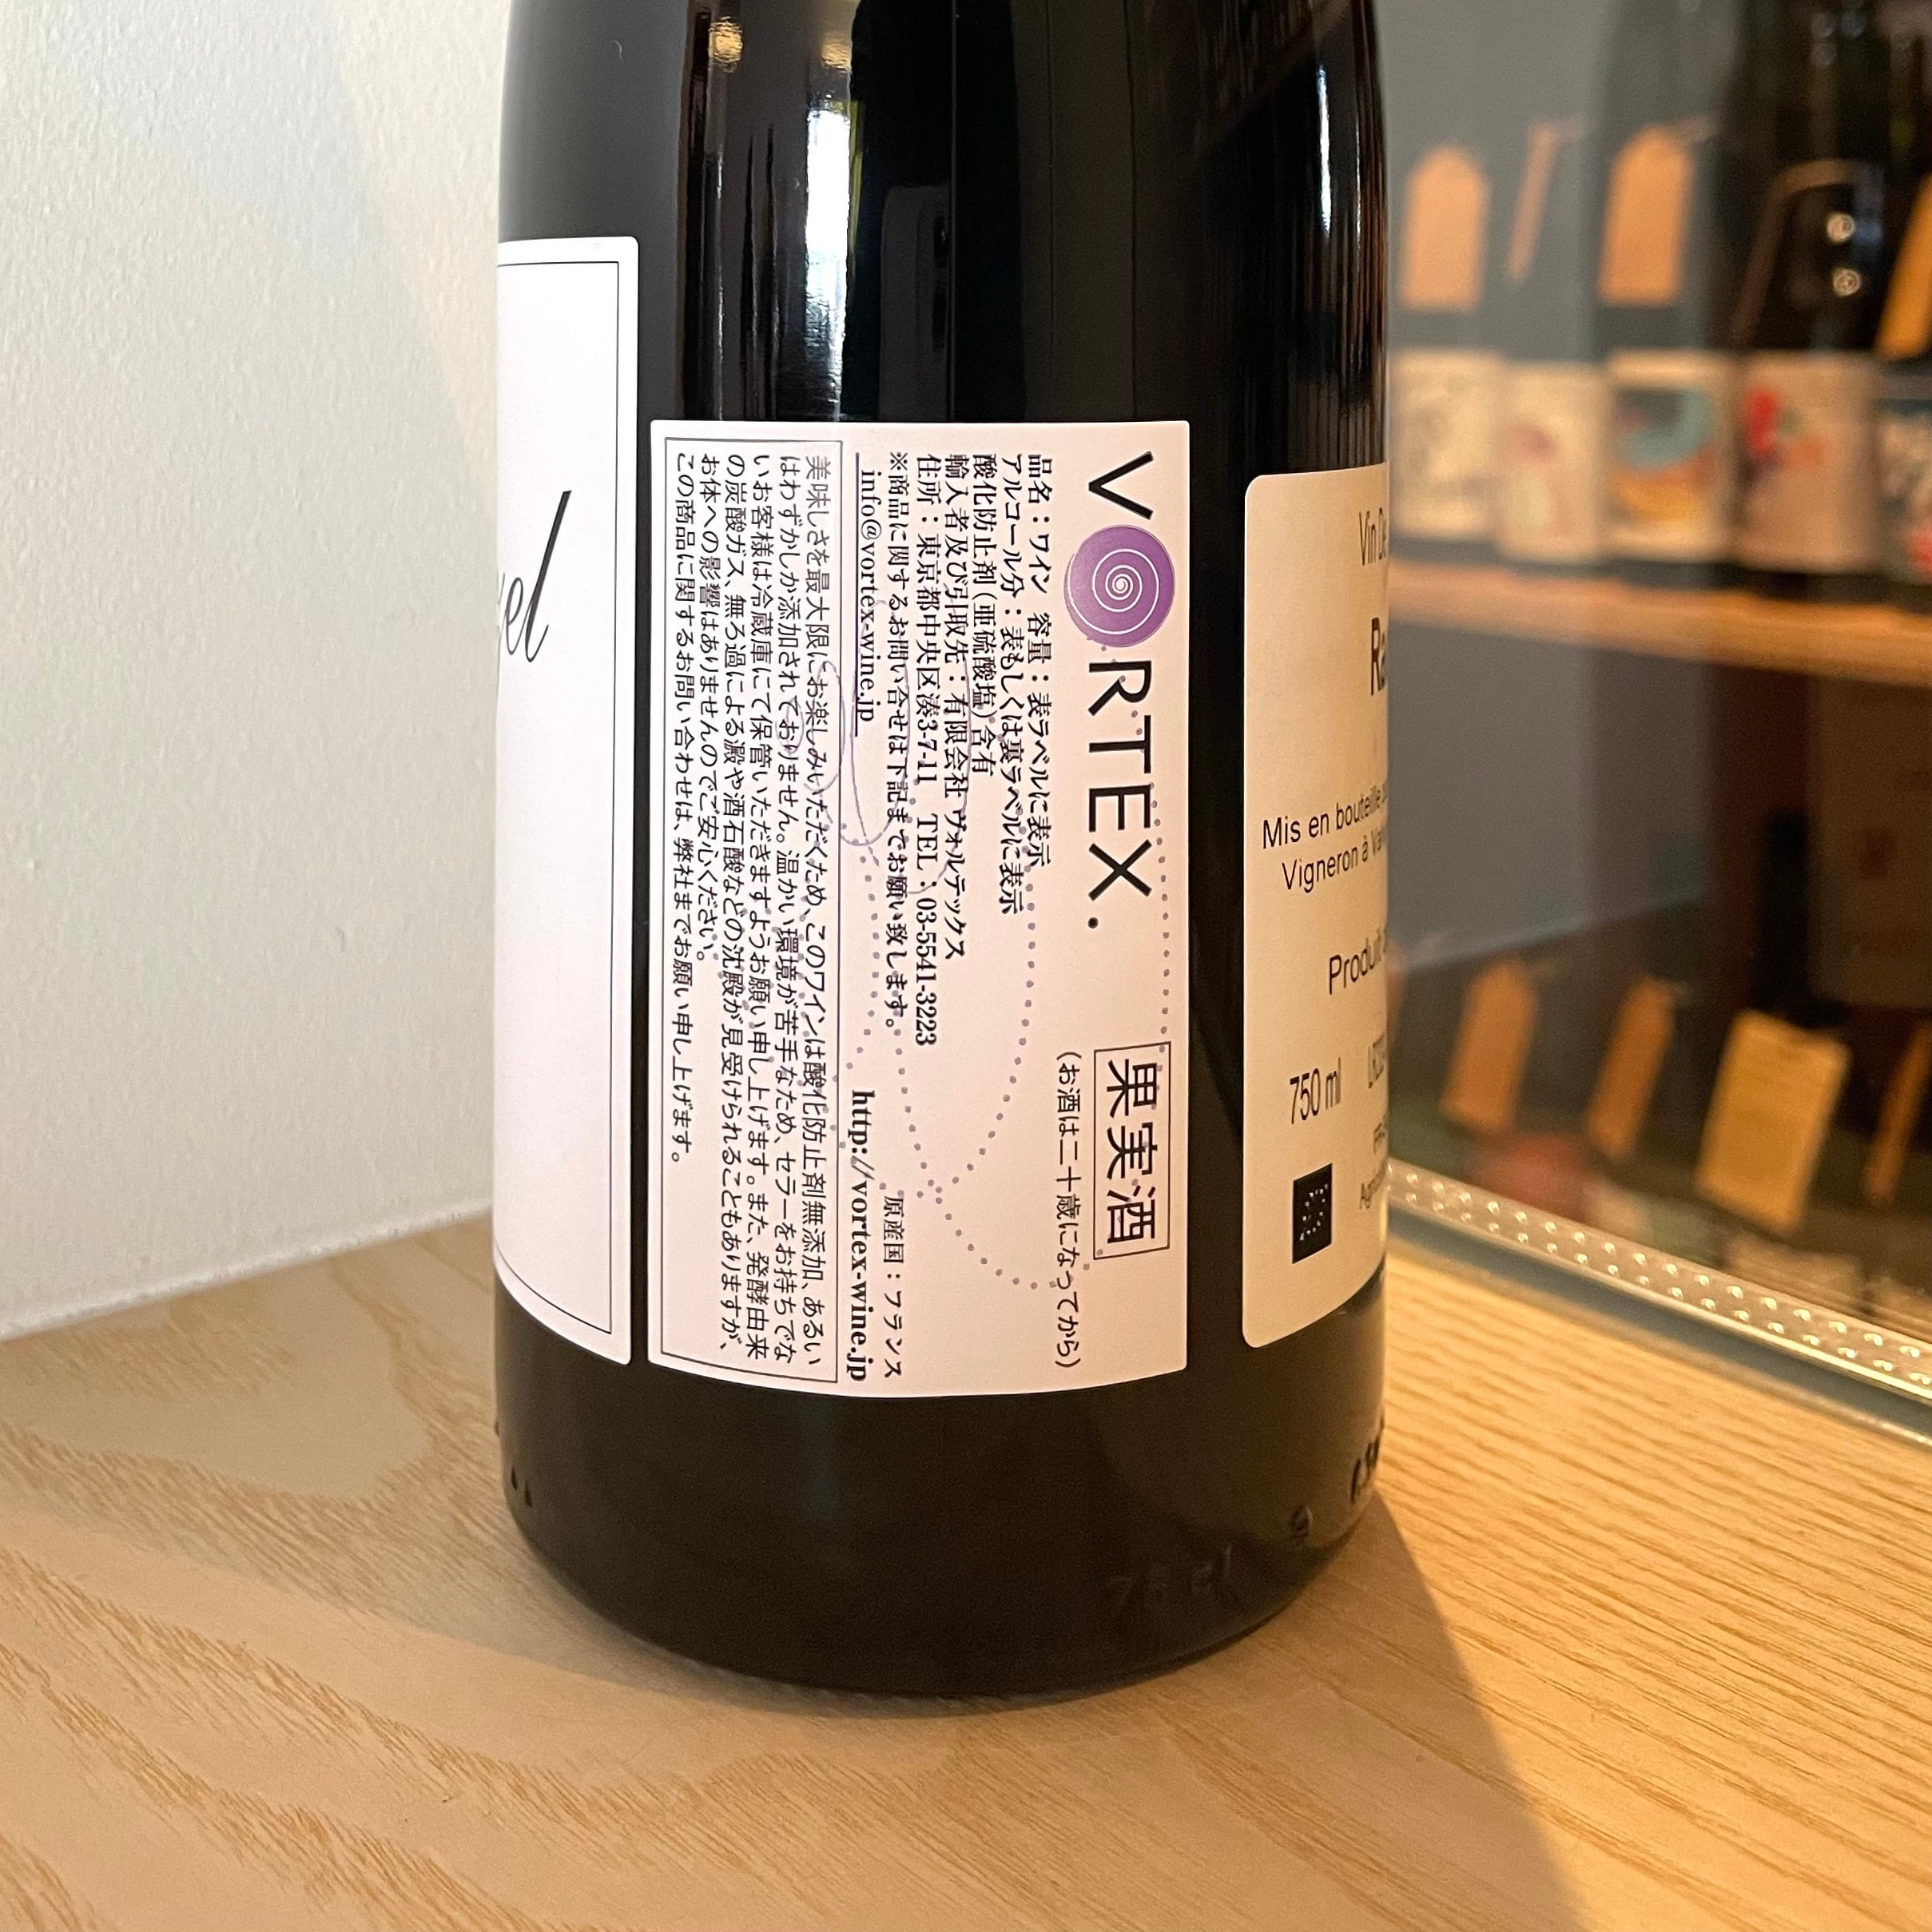 VORTEX.
果実酒
(お酒は二十歳になってから)
品名：ワイン 容量：表ラベルに表示
アルコール分：表もしくは裏ラベルに表示
酸化防止剤(亜硫酸塩)含有
輸入者及び引取先：有限会社 ヴォルテックス
住所：東京都中央区湊3-7-11 TEL：03-5541-3223
※商品に関するお問い合せは下記までお願い致します。
原産国：フランス
info@vortex-wine.jp
http://vortex-wine.jp
美味しさを最大限にお楽しみいただくため、このワインは酸化防止剤無添加、あるい
はわずかしか添加されておりません。温かい環境が苦手なため、セラーをお持ちでな
いお客様は冷蔵庫にて保管いただきますようお願い申し上げます。また、発酵由来
の炭酸ガス、無ろ過による澱や酒石酸などの沈殿が見受けられることもありますが、
お体への影響はありませんのでご安心ください。
この商品に関するお問い合わせは、弊社までお願い申し上げます。
Vin De
Mis en bouteille
Vigneron à
Produit
750 ml
75 cl